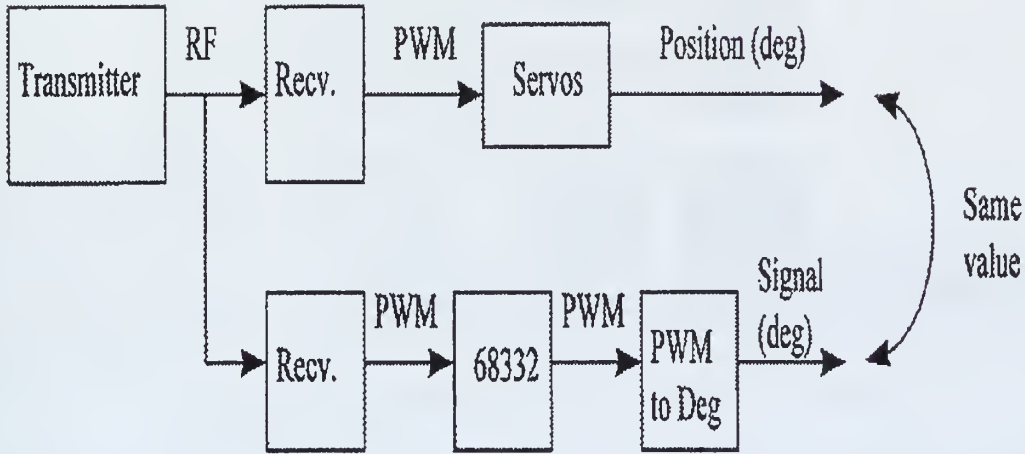 Transmitter
RF
Recv.
PWM
Servos
Position (deg)
Same
value
Recv.
PWM
68332
PWM
PWM
to Deg
Signal
(deg)